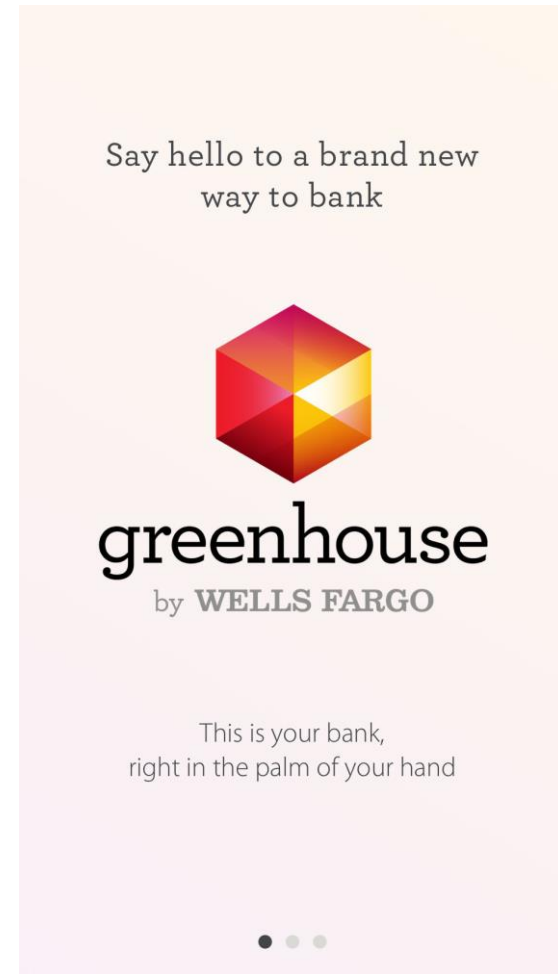 Say hello to a brand new
way to bank
greenhouse
by WELLS FARGO
This is your bank,
right in the palm of your hand